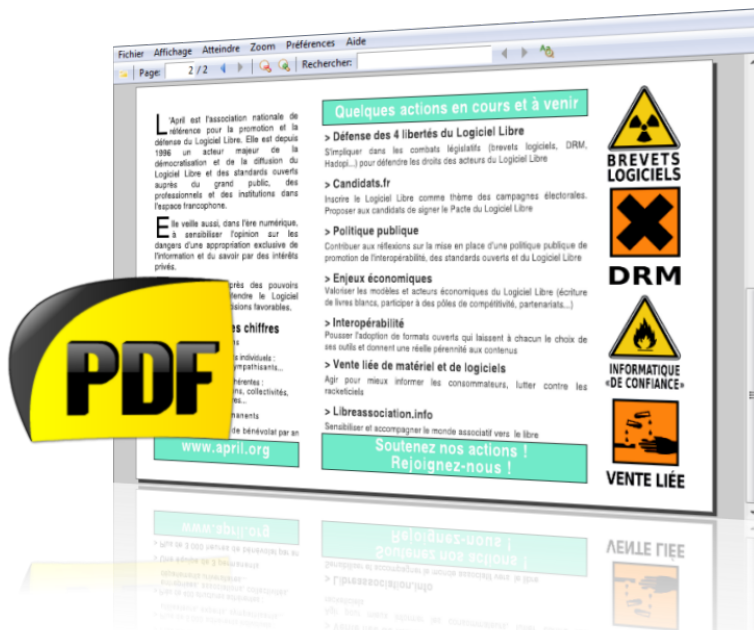 Fichier Affichage Atteindre Zoom Préférences Aide
Page: 2 / 2 Rechercher:
L'April est l'association nationale de
référence pour la promotion et la
défense du Logiciel Libre. Elle est depuis
1996 un acteur majeur de la
démocratisation et de la diffusion du
Logiciel Libre et des standards ouverts
auprès du grand public, des
professionnels et des institutions dans
l'espace francophone.
Elle veille aussi, dans l'ère numérique,
à sensibiliser l'opinion sur les
dangers d'une appropriation exclusive de
l'information et du savoir par des intérêts
privés.
des pouvoirs
le Logiciel
favorables.
chiffres
individuels :
collectivités,
de bénévolat par an
www.april.org
PDF
Quelques actions en cours et à venir
> Défense des 4 libertés du Logiciel Libre
S'impliquer dans les combats législatifs (brevets logiciels, DRM,
Hadopi...) pour défendre les droits des acteurs du Logiciel Libre
> Candidats.fr
Inscrire le Logiciel Libre comme thème des campagnes électorales.
Proposer aux candidats de signer le Pacte du Logiciel Libre
> Politique publique
Contribuer aux réflexions sur la mise en place d'une politique publique de
promotion de l'interopérabilité, des standards ouverts et du Logiciel Libre
> Enjeux économiques
Valoriser les modèles et acteurs économiques du Logiciel Libre (écriture
de livres blancs, participer à des pôles de compétitivité, partenariats...)
> Interopérabilité
Pousser l'adoption de formats ouverts qui laissent à chacun le choix de
ses outils et donnent une réelle pérennité aux contenus
> Vente liée de matériel et de logiciels
Agir pour mieux informer les consommateurs, lutter contre les
racketiciels
> Libreassociation.info
Sensibiliser et accompagner le monde associatif vers le libre
Soutenez nos actions !
Rejoignez-nous !
BREVETS
LOGICIELS
DRM
INFORMATIQUE
«DE CONFIANCE»
VENTE LIÉE